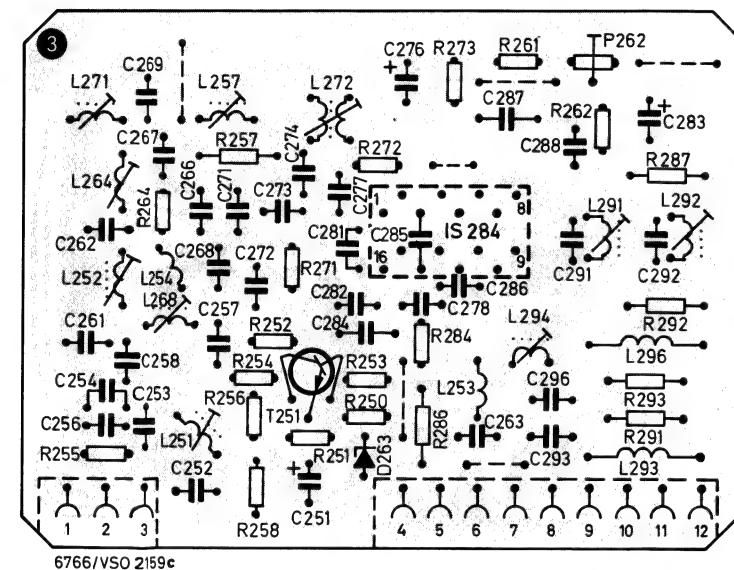 3
C269
C276
R273
R261
P262
L271
L257
L272
C287
R262
C283
C267
R257
C274
R272
C288
R287
L264
R264
C266
C271
C273
C277
1
8
L291
L292
C262
C281
C285
IS 284
L252
L254
C268
C272
R271
16
9
C291
C292
L268
C282
C286
C278
C261
C257
R252
C284
R284
L294
R292
C258
L296
C254
R254
R253
L253
C296
C253
R256
R293
C256
T251
R250
R286
C263
R291
R255
L251
R251
D263
C293
C252
L293
R258
C251
1 2 3 4 5 6 7 8 9 10 11 12
6766/VSO 2159c